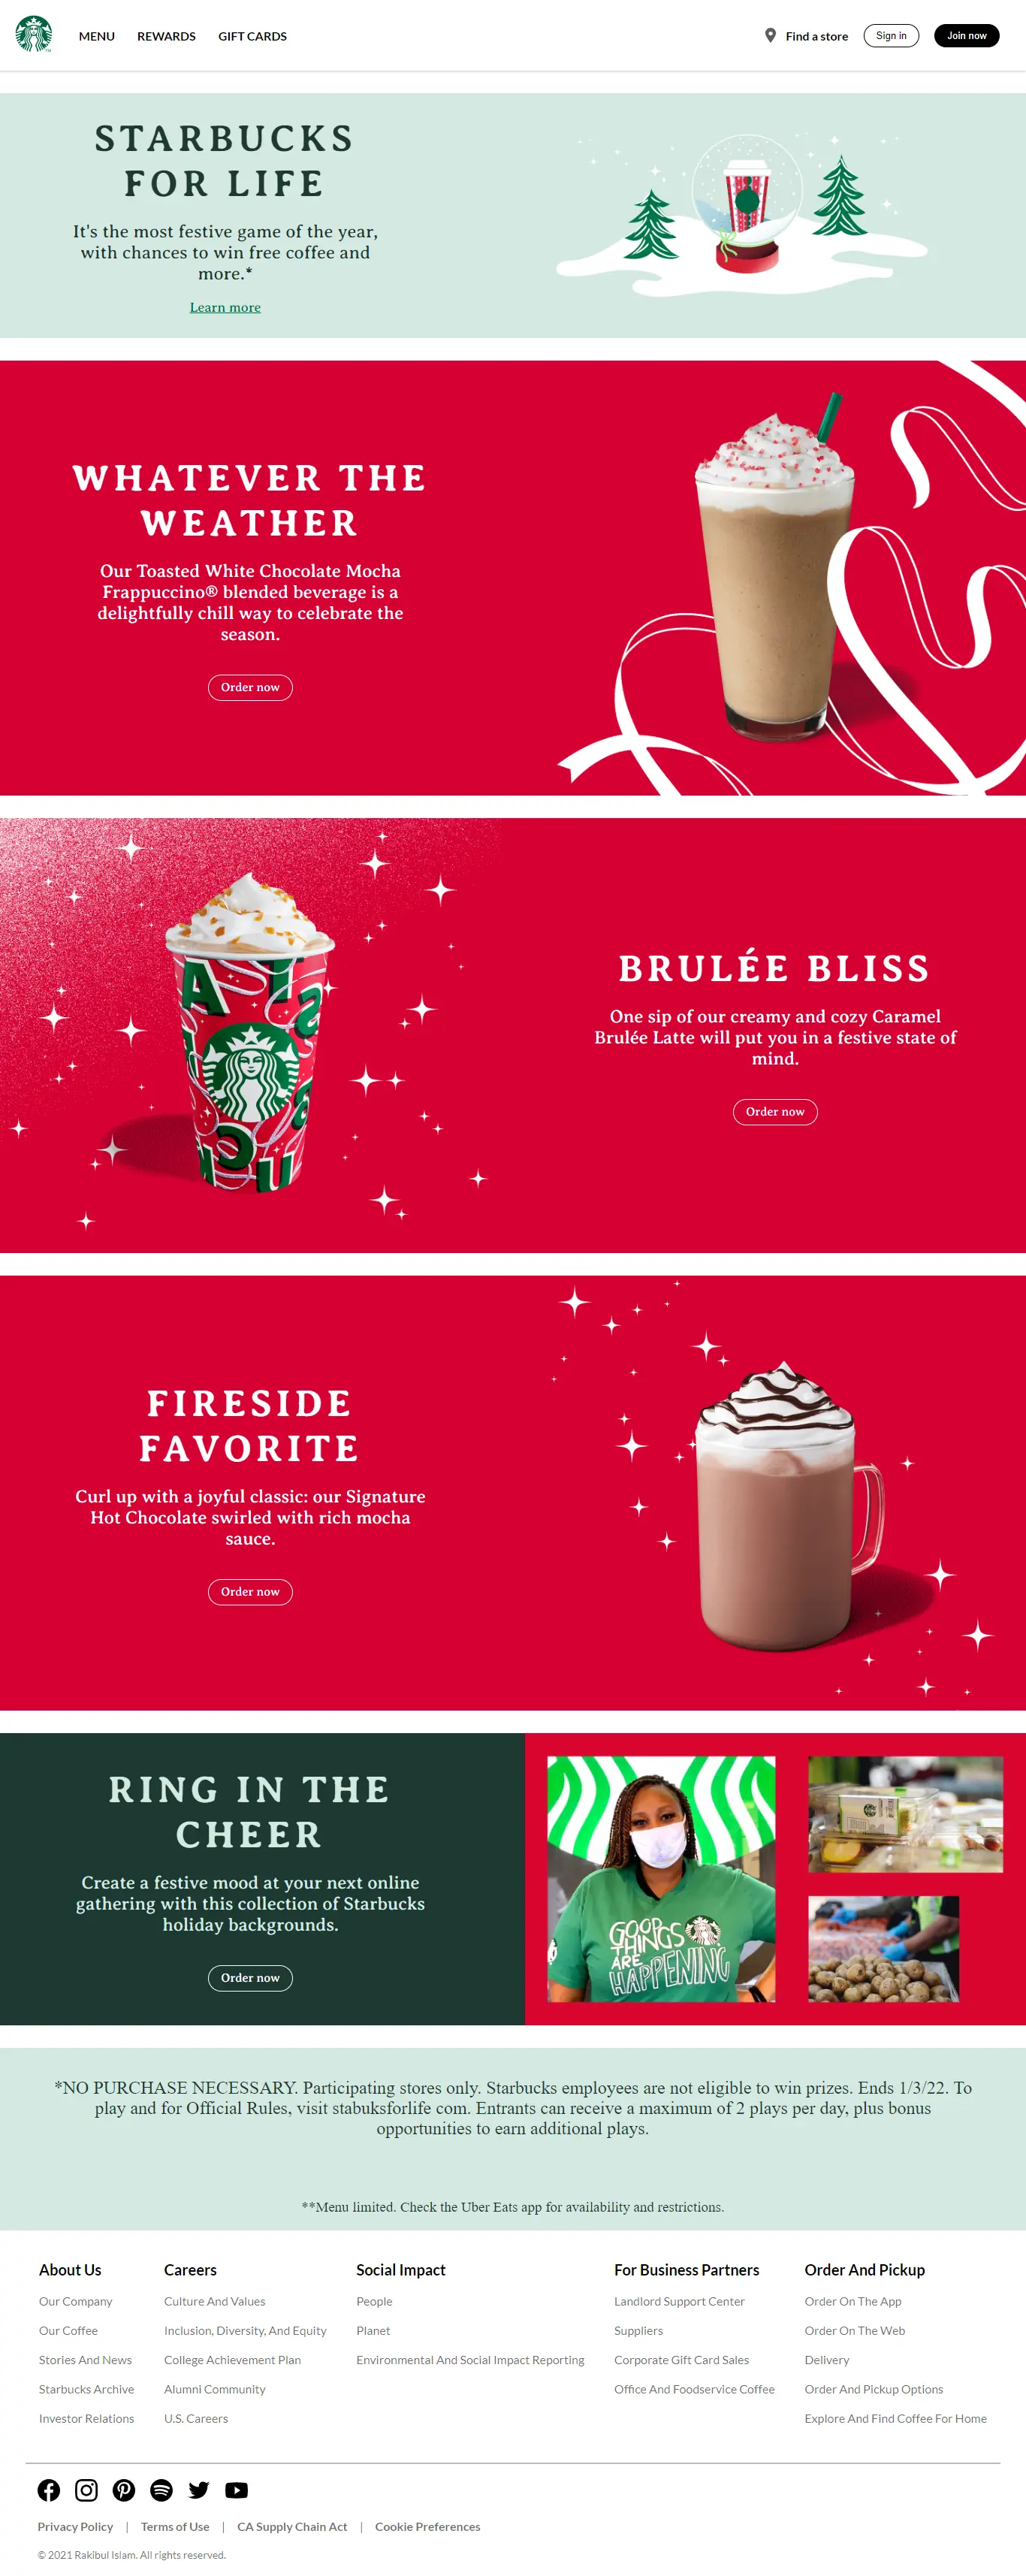 MENU REWARDS GIFT CARDS Find a store Sign in Join now
STARBUCKS
FOR LIFE
It's the most festive game of the year,
with chances to win free coffee and
more.*
Learn more
WHATEVER THE
WEATHER
Our Toasted White Chocolate Mocha
Frappuccino® blended beverage is a
delightfully chill way to celebrate the
season.
Order now
BRULÉE BLISS
One sip of our creamy and cozy Caramel
Brulée Latte will put you in a festive state of
mind.
Order now
FIRESIDE
FAVORITE
Curl up with a joyful classic: our Signature
Hot Chocolate swirled with rich mocha
sauce.
Order now
RING IN THE
CHEER
Create a festive mood at your next online
gathering with this collection of Starbucks
holiday backgrounds.
Order now
GOOD
THINGS
ARE
HAPPENING
*NO PURCHASE NECESSARY. Participating stores only. Starbucks employees are not eligible to win prizes. Ends 1/3/22. To
play and for Official Rules, visit stabuksforlife com. Entrants can receive a maximum of 2 plays per day, plus bonus
opportunities to earn additional plays.
**Menu limited. Check the Uber Eats app for availability and restrictions.
About Us
Our Company
Our Coffee
Stories And News
Starbucks Archive
Investor Relations
Careers
Culture And Values
Inclusion, Diversity, And Equity
College Achievement Plan
Alumni Community
U.S. Careers
Social Impact
People
Planet
Environmental And Social Impact Reporting
For Business Partners
Landlord Support Center
Suppliers
Corporate Gift Card Sales
Office And Foodservice Coffee
Order And Pickup
Order On The App
Order On The Web
Delivery
Order And Pickup Options
Explore And Find Coffee For Home
Privacy Policy | Terms of Use | CA Supply Chain Act | Cookie Preferences
© 2021 Rakibul Islam. All rights reserved.